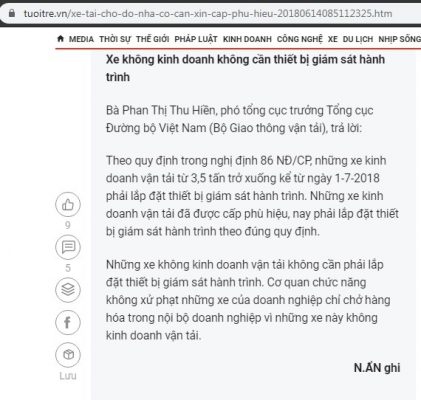 tuoitre.vn/xe-tai-cho-do-nha-co-can-xin-cap-phu-hieu-20180614085112325.htm
MEDIA THỜI SỰ THẾ GIỚI PHÁP LUẬT KINH DOANH CÔNG NGHỆ XE DU LỊCH NHỊP SỐNG
Xe không kinh doanh không cần thiết bị giám sát hành
trình
Bà Phan Thị Thu Hiền, phó tổng cục trưởng Tổng cục
Đường bộ Việt Nam (Bộ Giao thông vận tải), trả lời:
Theo quy định trong nghị định 86 NĐ/CP, những xe kinh
doanh vận tải từ 3,5 tấn trở xuống kể từ ngày 1-7-2018
phải lắp đặt thiết bị giám sát hành trình. Những xe kinh
doanh vận tải đã được cấp phù hiệu, nay phải lắp đặt thiết
bị giám sát hành trình theo đúng quy định.
9
5
Những xe không kinh doanh vận tải không cần phải lắp
đặt thiết bị giám sát hành trình. Cơ quan chức năng
không xử phạt những xe của doanh nghiệp chỉ chở hàng
hóa trong nội bộ doanh nghiệp vì những xe này không
kinh doanh vận tải.
Lưu
N.ẨN ghi